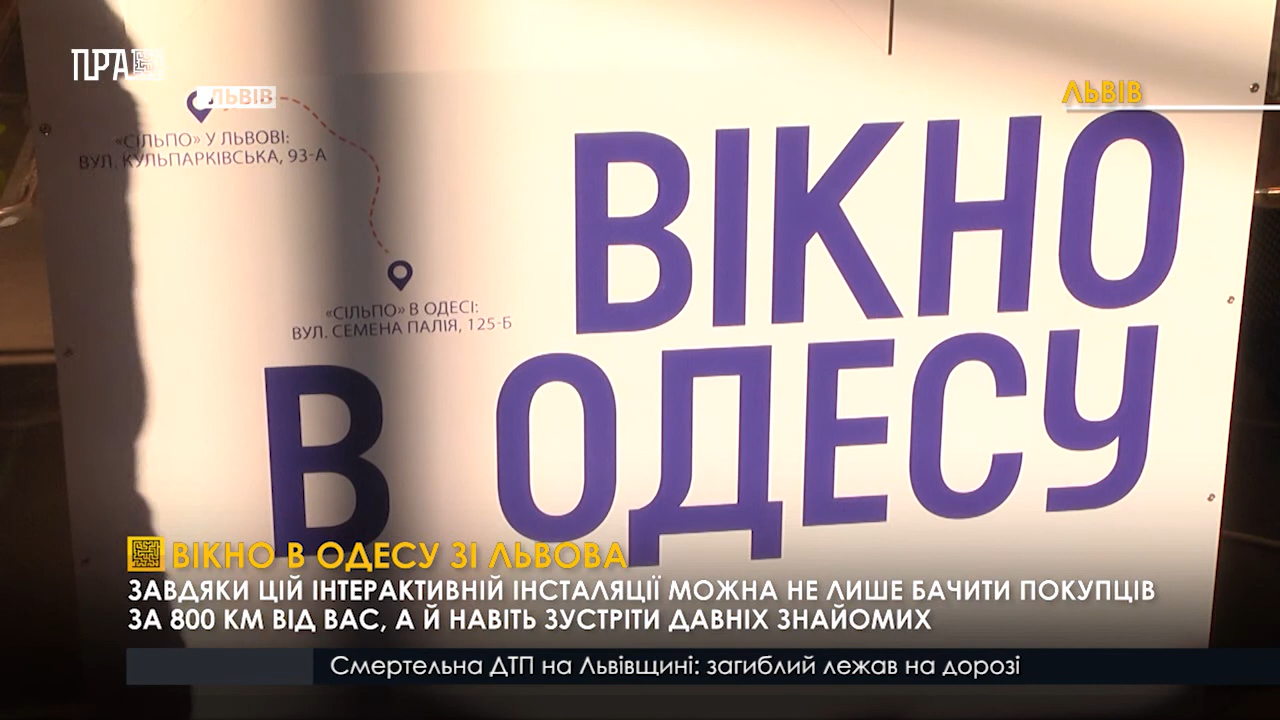 ПРАВ
ЛЬВІВ
ЛЬВІВ
«СІЛЬПО» У ЛЬВОВІ:
ВУЛ. КУЛЬПАРКІВСЬКА, 93-А
«СІЛЬПО» В ОДЕСІ:
ВУЛ. СЕМЕНА ПАЛІЯ, 125-Б
ВІКНО
В ОДЕСУ
ВІКНО В ОДЕСУ ЗІ ЛЬВОВА
ЗАВДЯКИ ЦІЙ ІНТЕРАКТИВНІЙ ІНСТАЛЯЦІЇ МОЖНА НЕ ЛИШЕ БАЧИТИ ПОКУПЦІВ
ЗА 800 КМ ВІД ВАС, А Й НАВІТЬ ЗУСТРІТИ ДАВНІХ ЗНАЙОМИХ
Смертельна ДТП на Львівщині: загиблий лежав на дорозі